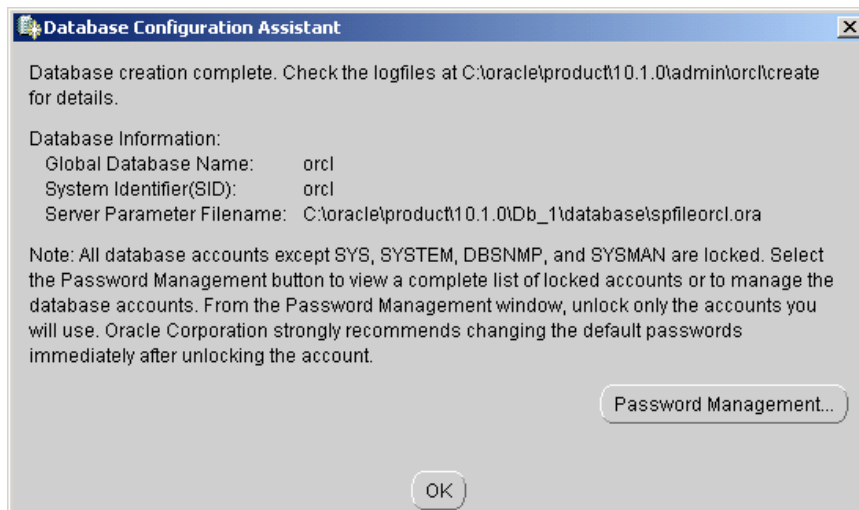 Database Configuration Assistant
Database creation complete. Check the logfiles at C:\oracle\product\10.1.0\admin\orcl\create
for details.
Database Information:
Global Database Name: orcl
System Identifier(SID): orcl
Server Parameter Filename: C:\oracle\product\10.1.0\Db_1\database\spfileorcl.ora
Note: All database accounts except SYS, SYSTEM, DBSNMP, and SYSMAN are locked. Select
the Password Management button to view a complete list of locked accounts or to manage the
database accounts. From the Password Management window, unlock only the accounts you
will use. Oracle Corporation strongly recommends changing the default passwords
immediately after unlocking the account.
Password Management...
OK